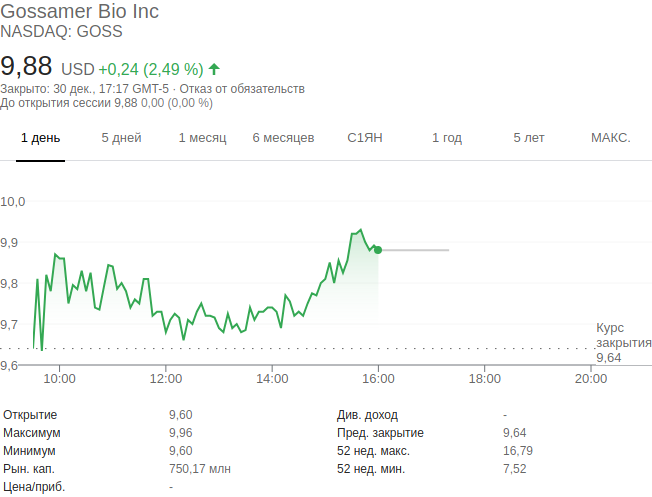 Gossamer Bio Inc
NASDAQ: GOSS
9,88 USD +0,24 (2,49 %)
Закрыто: 30 дек., 17:17 GMT-5 · Отказ от обязательств
До открытия сессии 9,88 0,00 (0,00 %)
1 день 5 дней 1 месяц 6 месяцев С1ЯН 1 год 5 лет МАКС.
10,0
9,9
9,8
9,7
Курс
закрытия
9,64
9,6
10:00 12:00 14:00 16:00 18:00 20:00
Открытие 9,60 Див. доход -
Максимум 9,96 Пред. закрытие 9,64
Минимум 9,60 52 нед. макс. 16,79
Рын. кап. 750,17 млн 52 нед. мин. 7,52
Цена/приб. -